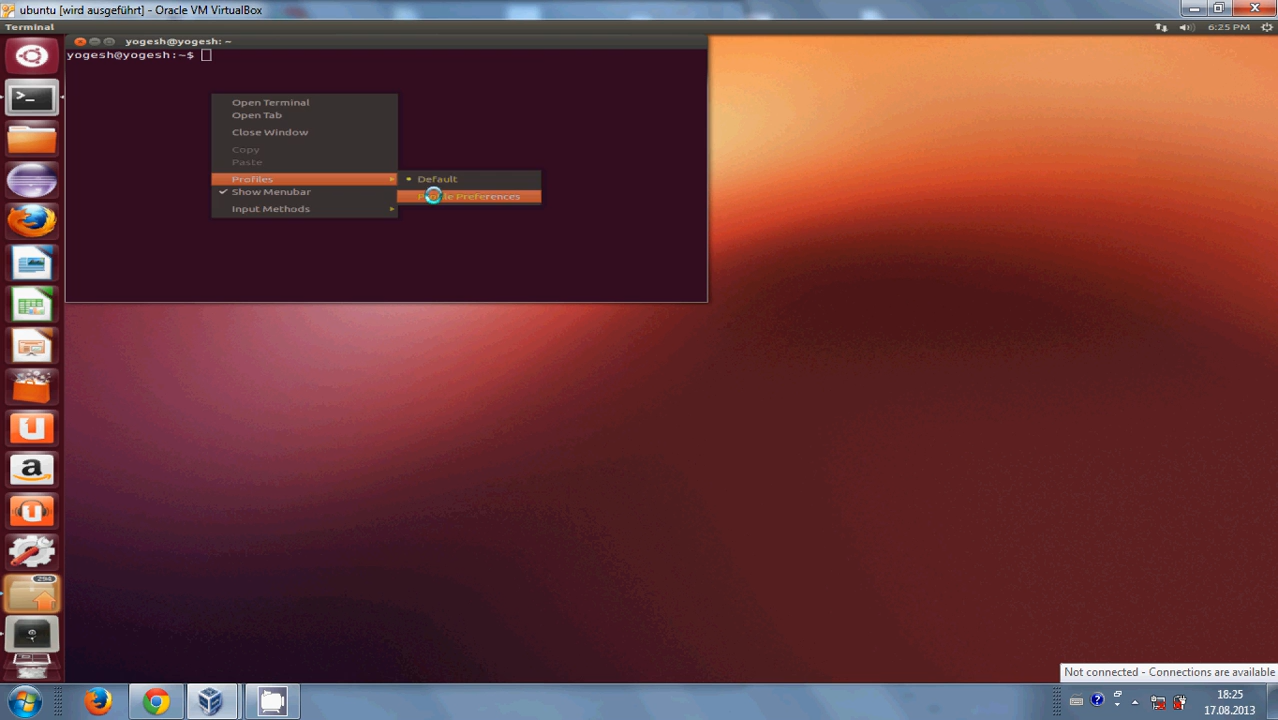 ubuntu [wird ausgeführt] - Oracle VM VirtualBox
Terminal
6:25 PM
yogesh@yogesh: ~
yogesh@yogesh:~$
Open Terminal
Open Tab
Close Window
Copy
Paste
Profiles
Default
Show Menubar
Preferences
Input Methods
294
Not connected - Connections are available
18:25
17.08.2013